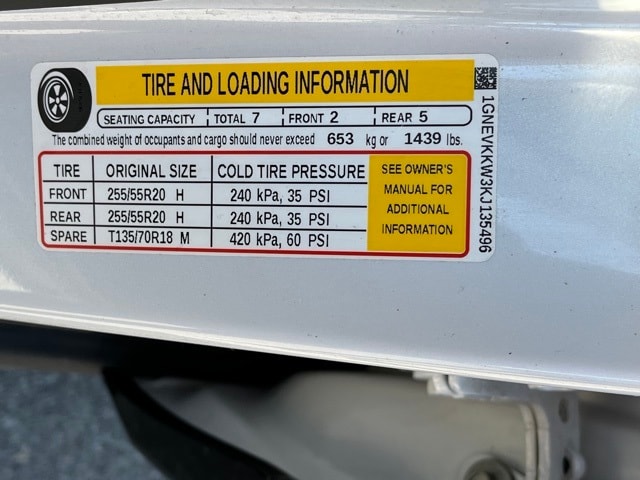 TIRE AND LOADING INFORMATION
SEATING CAPACITY TOTAL 7 FRONT 2 REAR 5
The combined weight of occupants and cargo should never exceed 653 kg or 1439 lbs.
TIRE ORIGINAL SIZE COLD TIRE PRESSURE
FRONT 255/55R20 H 240 kPa, 35 PSI
REAR 255/55R20 H 240 kPa, 35 PSI
SPARE T135/70R18 M 420 kPa, 60 PSI
SEE OWNER'S
MANUAL FOR
ADDITIONAL
INFORMATION
1GNEVKKW3KJ135496